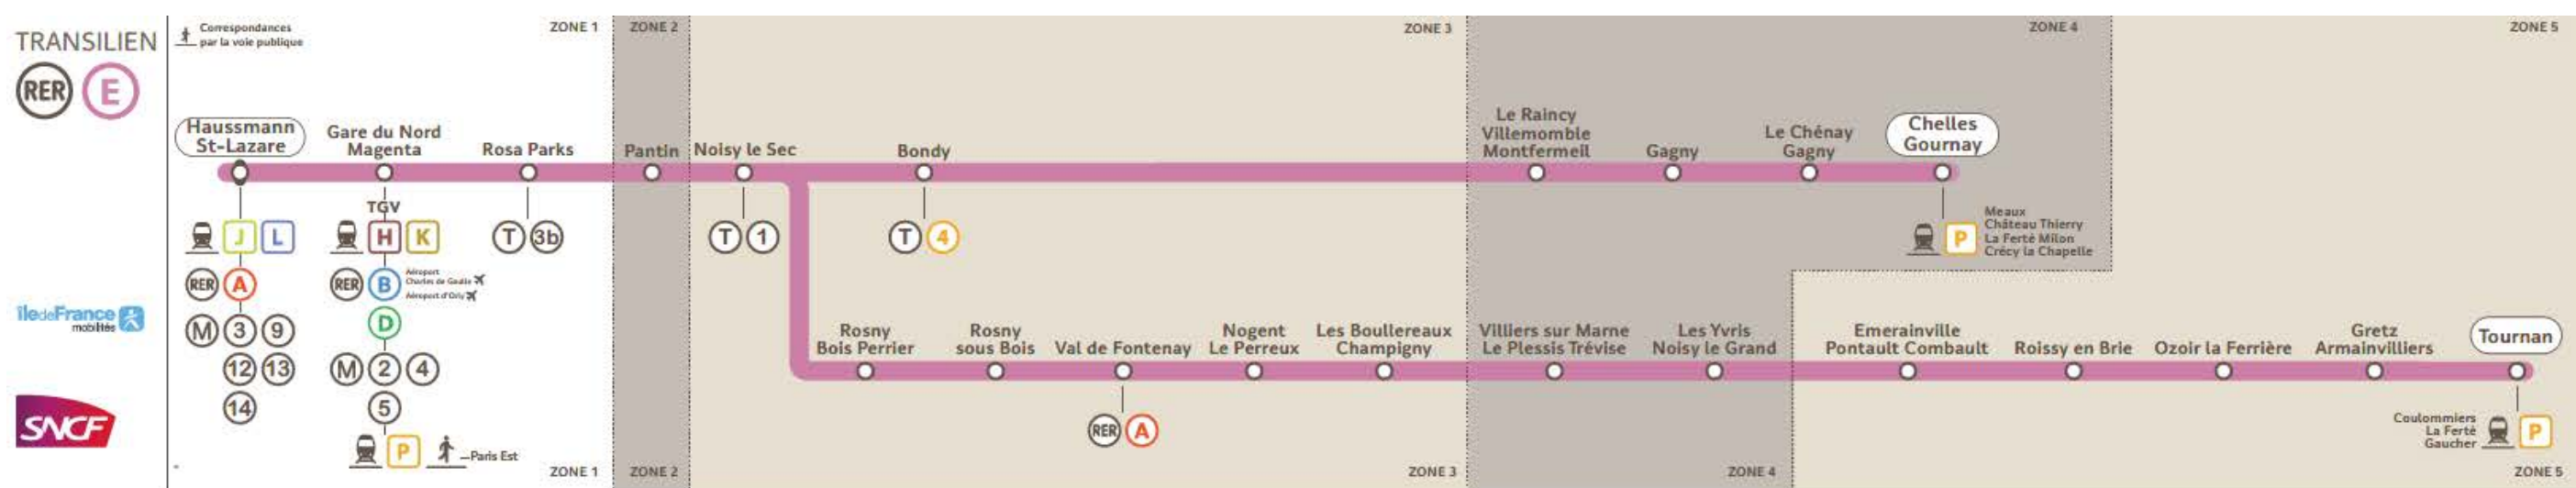 TRANSILIEN
RER E
îledeFrance
mobilités
SNCF
Correspondances
par la voie publique
ZONE 1
ZONE 2
ZONE 3
ZONE 4
ZONE 5
Haussmann
St-Lazare
Gare du Nord
Magenta
Rosa Parks
Pantin
Noisy le Sec
Bondy
Le Raincy
Villemomble
Montfermeil
Gagny
Le Chénay
Gagny
Chelles
Gournay
J L
RER A
M 3 9
12 13
14
TGV
H K
RER B
Aéroport
Charles de Gaulle
Aéroport d'Orly
D
M 2 4
5
P
Paris Est
T 3b
T 1
T 4
P
Meaux
Château Thierry
La Ferté Milon
Crécy la Chapelle
Rosny
Bois Perrier
Rosny
sous Bois
Val de Fontenay
Nogent
Le Perreux
Les Boullereaux
Champigny
Villiers sur Marne
Le Plessis Trévise
Les Yvris
Noisy le Grand
Emerainville
Pontault Combault
Roissy en Brie
Ozoir la Ferrière
Gretz
Armainvilliers
Tournan
RER A
Coulommiers
La Ferté
Gaucher
P
ZONE 1
ZONE 2
ZONE 3
ZONE 4
ZONE 5